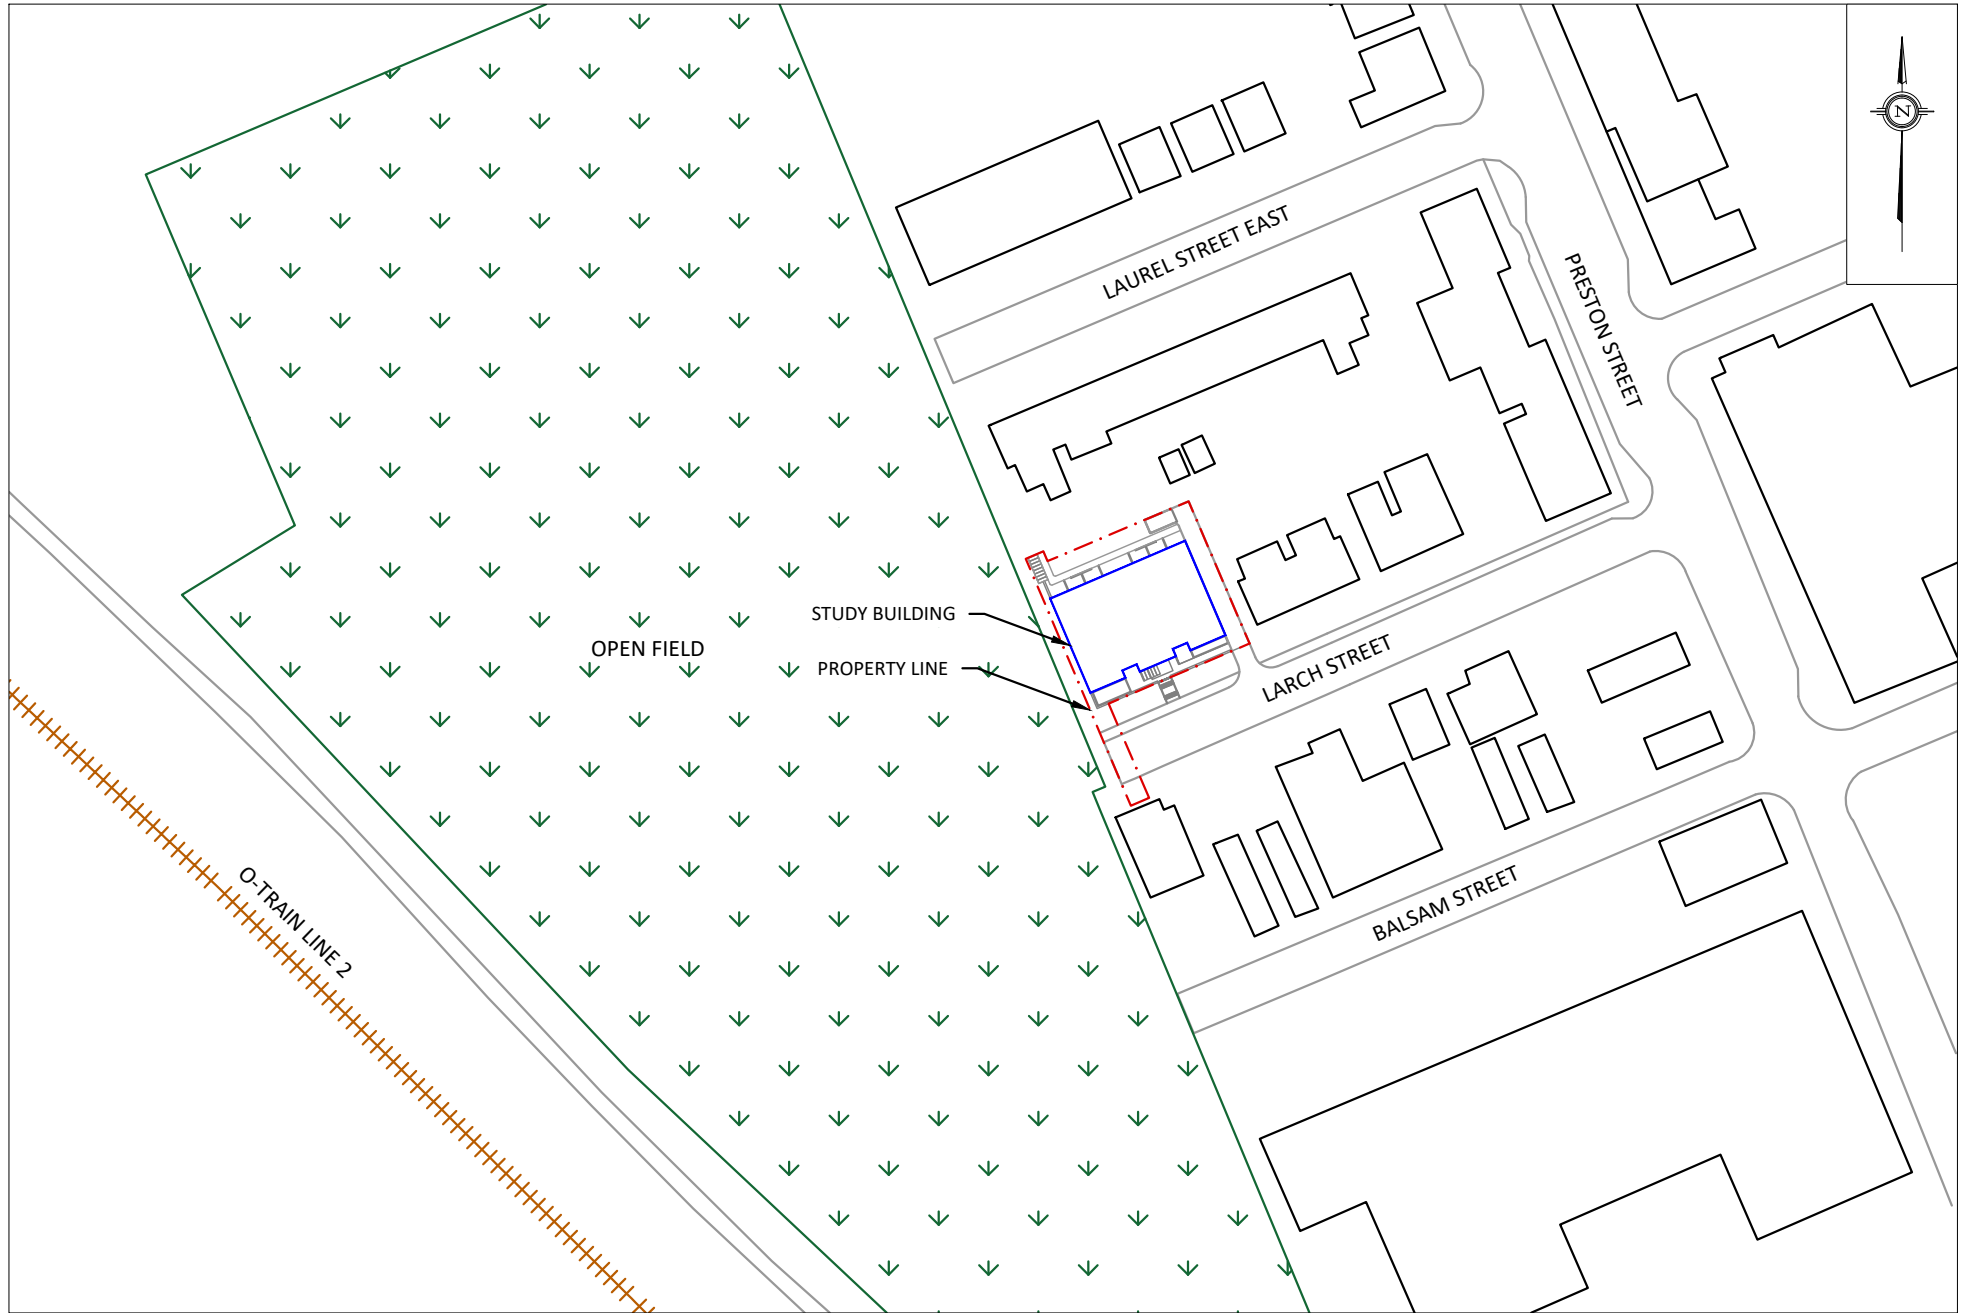 N
LAUREL STREET EAST
PRESTON STREET
STUDY BUILDING
OPEN FIELD
PROPERTY LINE
LARCH STREET
O-TRAIN LINE 2
BALSAM STREET